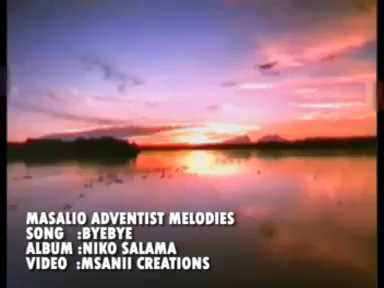 MASALIO ADVENTIST MELODIES
SONG :BYEBYE
ALBUM :NIKO SALAMA
VIDEO :MSANII CREATIONS